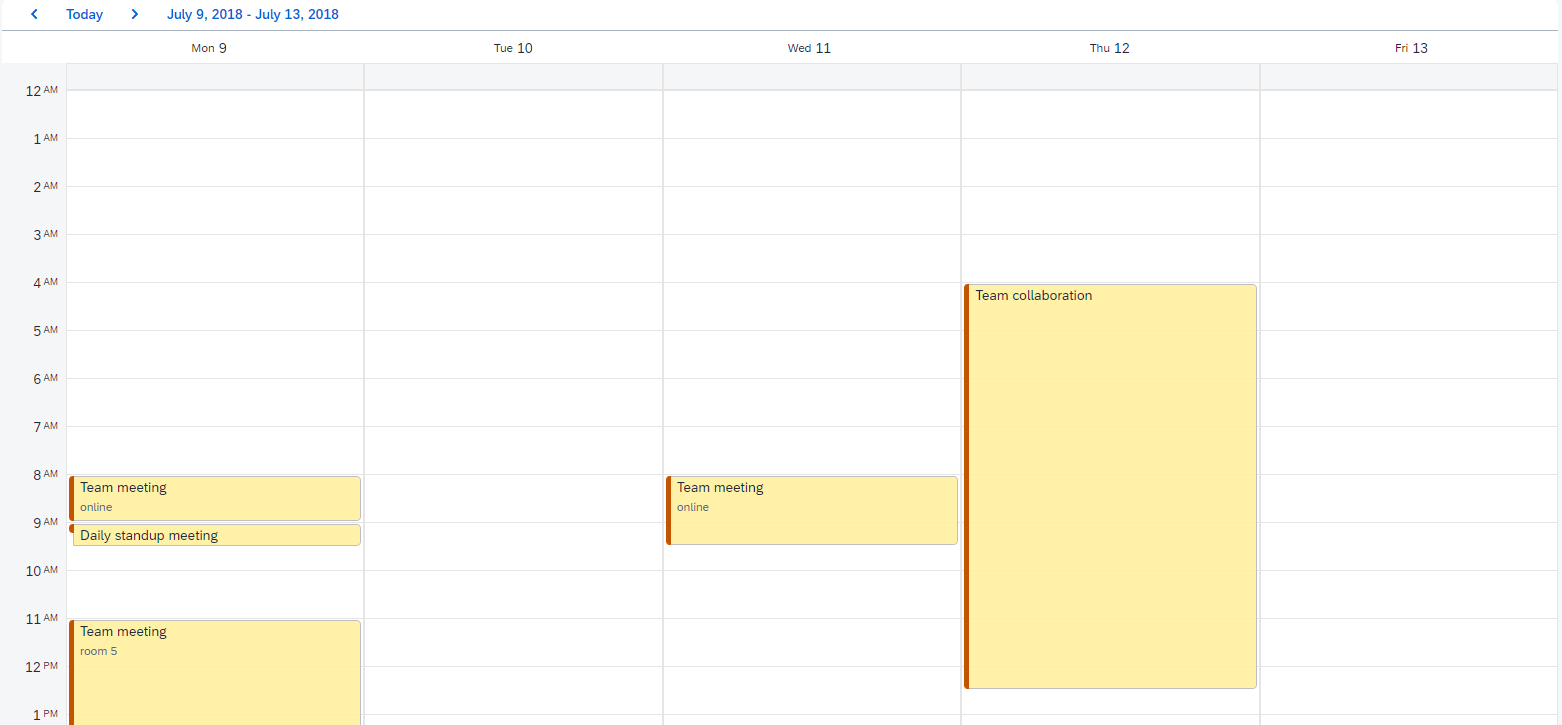 Today July 9, 2018 - July 13, 2018
Mon 9 Tue 10 Wed 11 Thu 12 Fri 13
12 AM
1 AM
2 AM
3 AM
4 AM
Team collaboration
5 AM
6 AM
7 AM
8 AM
Team meeting Team meeting
online online
9 AM
Daily standup meeting
10 AM
11 AM
Team meeting
room 5
12 PM
1 PM